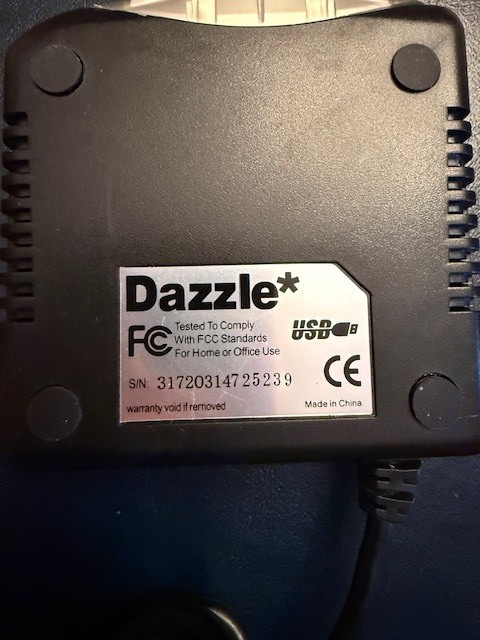 Dazzle*
FC Tested To Comply
With FCC Standards
For Home or Office Use
USB
S/N: 31720314725239
CE
warranty void if removed
Made in China